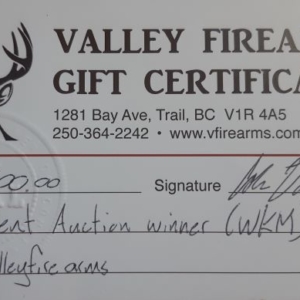 VALLEY FIREA
GIFT CERTIFICA
1281 Bay Ave, Trail, BC V1R 4A5
250-364-2242 • www.vfirearms.com
00.00 Signature
ent Auction winner (WKM)
lleyfirearms